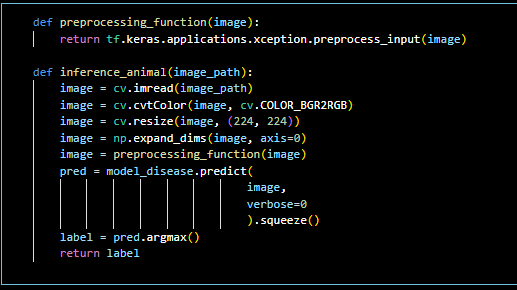 def preprocessing_function(image):
    return tf.keras.applications.xception.preprocess_input(image)

def inference_animal(image_path):
    image = cv.imread(image_path)
    image = cv.cvtColor(image, cv.COLOR_BGR2RGB)
    image = cv.resize(image, (224, 224))
    image = np.expand_dims(image, axis=0)
    image = preprocessing_function(image)
    pred = model_disease.predict(
                                image,
                                verbose=0
                                ).squeeze()
    label = pred.argmax()
    return label